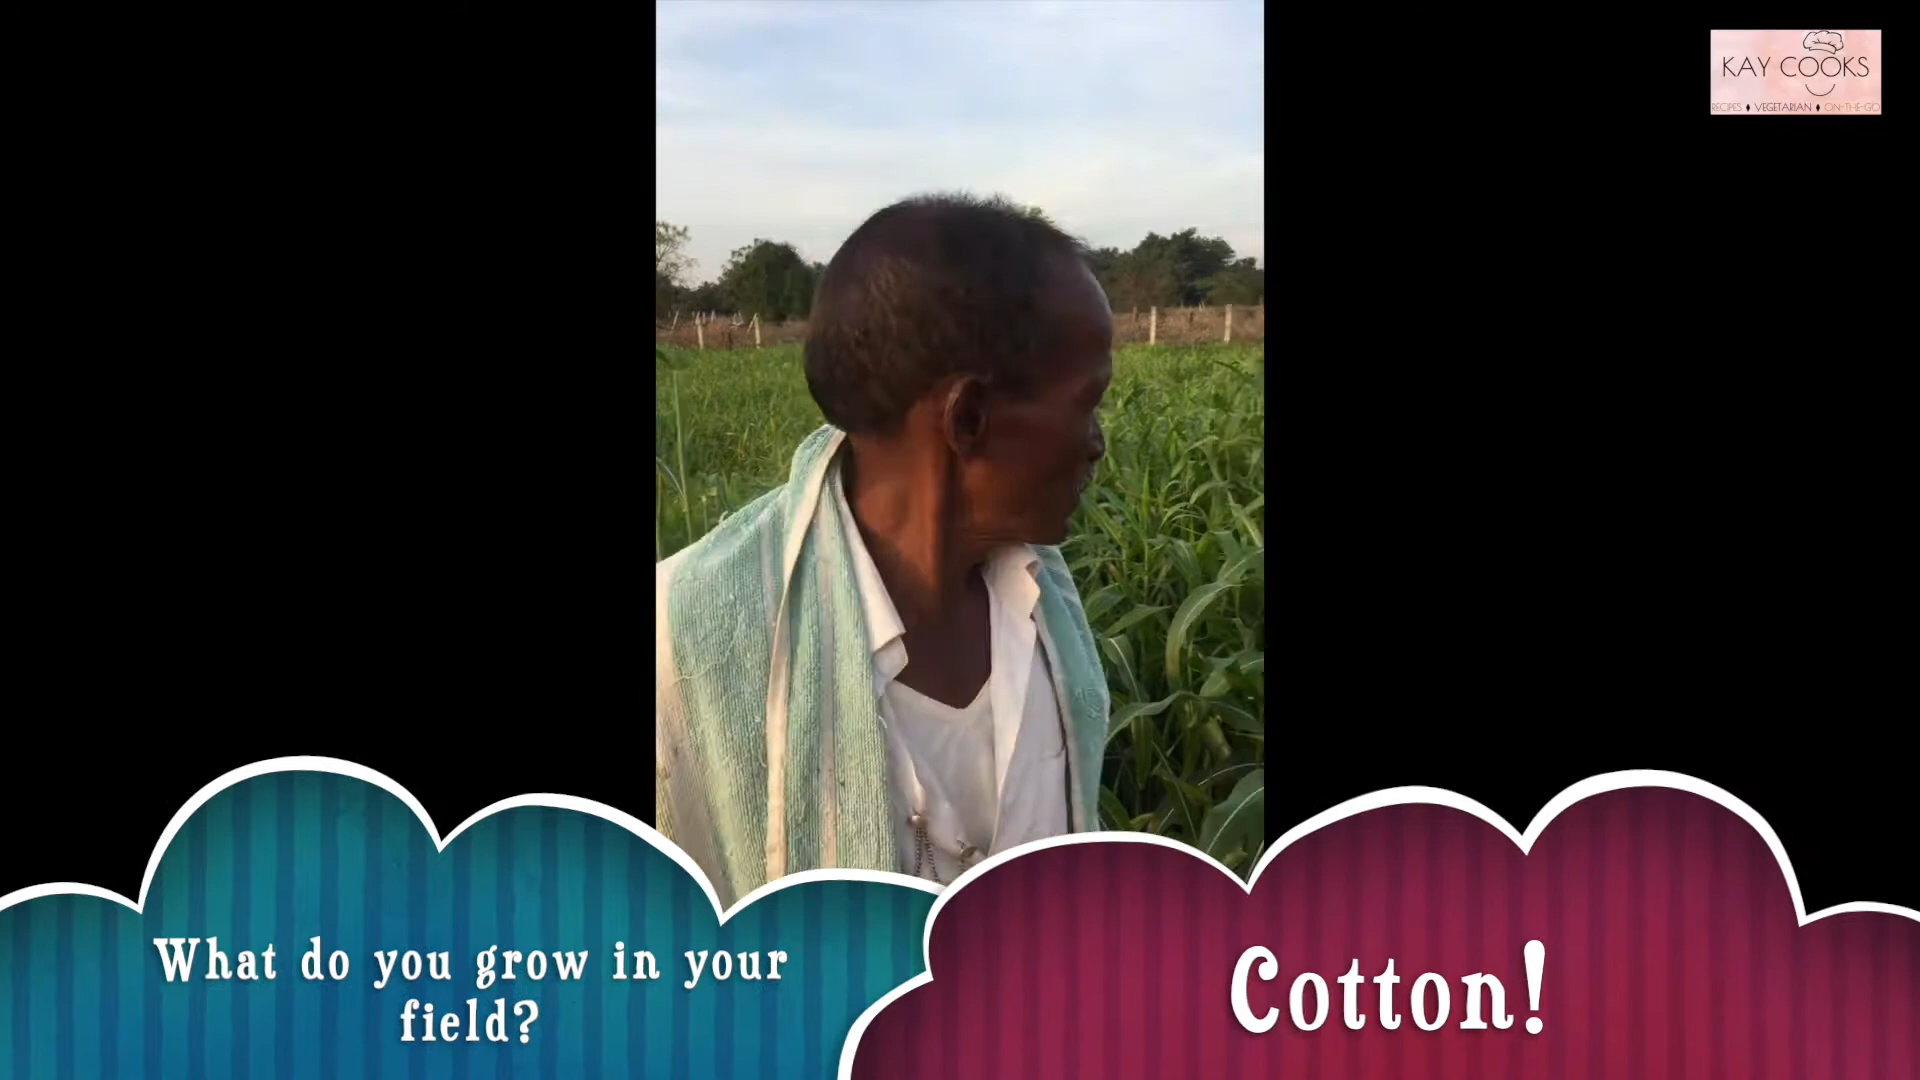 KAY COOKS
RECIPES ♦ VEGETARIAN ♦ ON-THE-GO
What do you grow in your
field?
Cotton!